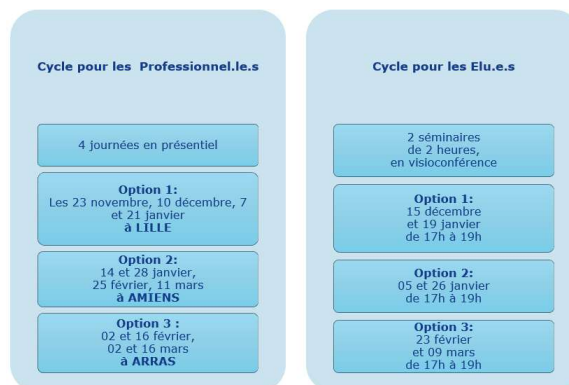 Cycle pour les Professionnel.le.s
4 journées en présentiel
Option 1:
Les 23 novembre, 10 décembre, 7
et 21 janvier
à LILLE
Option 2:
14 et 28 janvier,
25 février, 11 mars
à AMIENS
Option 3 :
02 et 16 février,
02 et 16 mars
à ARRAS
Cycle pour les Elu.e.s
2 séminaires
de 2 heures,
en visioconférence
Option 1:
15 décembre
et 19 janvier
de 17h à 19h
Option 2:
05 et 26 janvier
de 17h à 19h
Option 3:
23 février
et 09 mars
de 17h à 19h